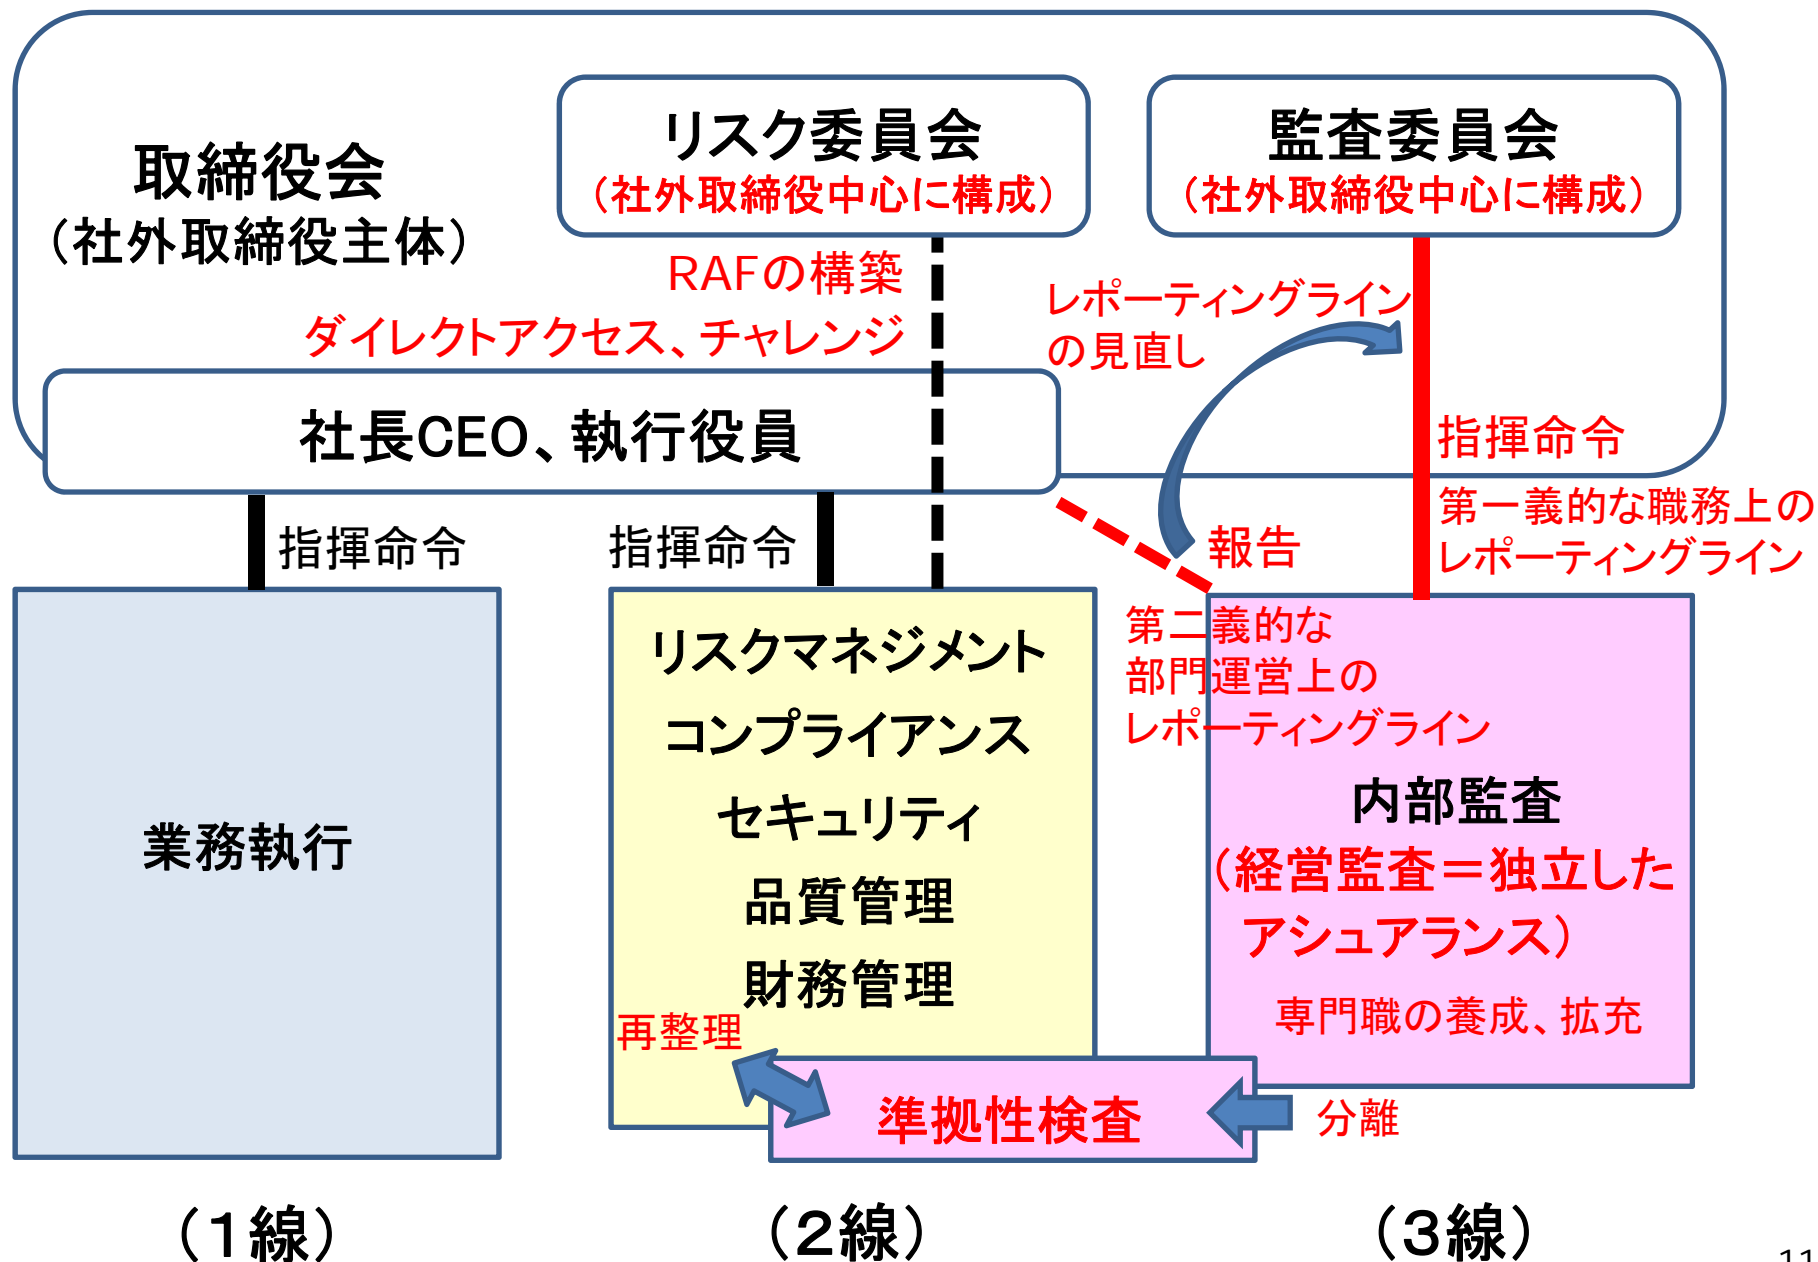 取締役会
（社外取締役主体）
リスク委員会
（社外取締役中心に構成）
監査委員会
（社外取締役中心に構成）
RAFの構築
ダイレクトアクセス、チャレンジ
レポーティングライン
の見直し
社長CEO、執行役員
指揮命令
第一義的な職務上の
レポーティングライン
指揮命令
指揮命令
報告
第二義的な
部門運営上の
レポーティングライン
業務執行
リスクマネジメント
コンプライアンス
セキュリティ
品質管理
財務管理
再整理
内部監査
（経営監査＝独立した
アシュアランス）
専門職の養成、拡充
準拠性検査
分離
（１線）
（２線）
（３線）
11